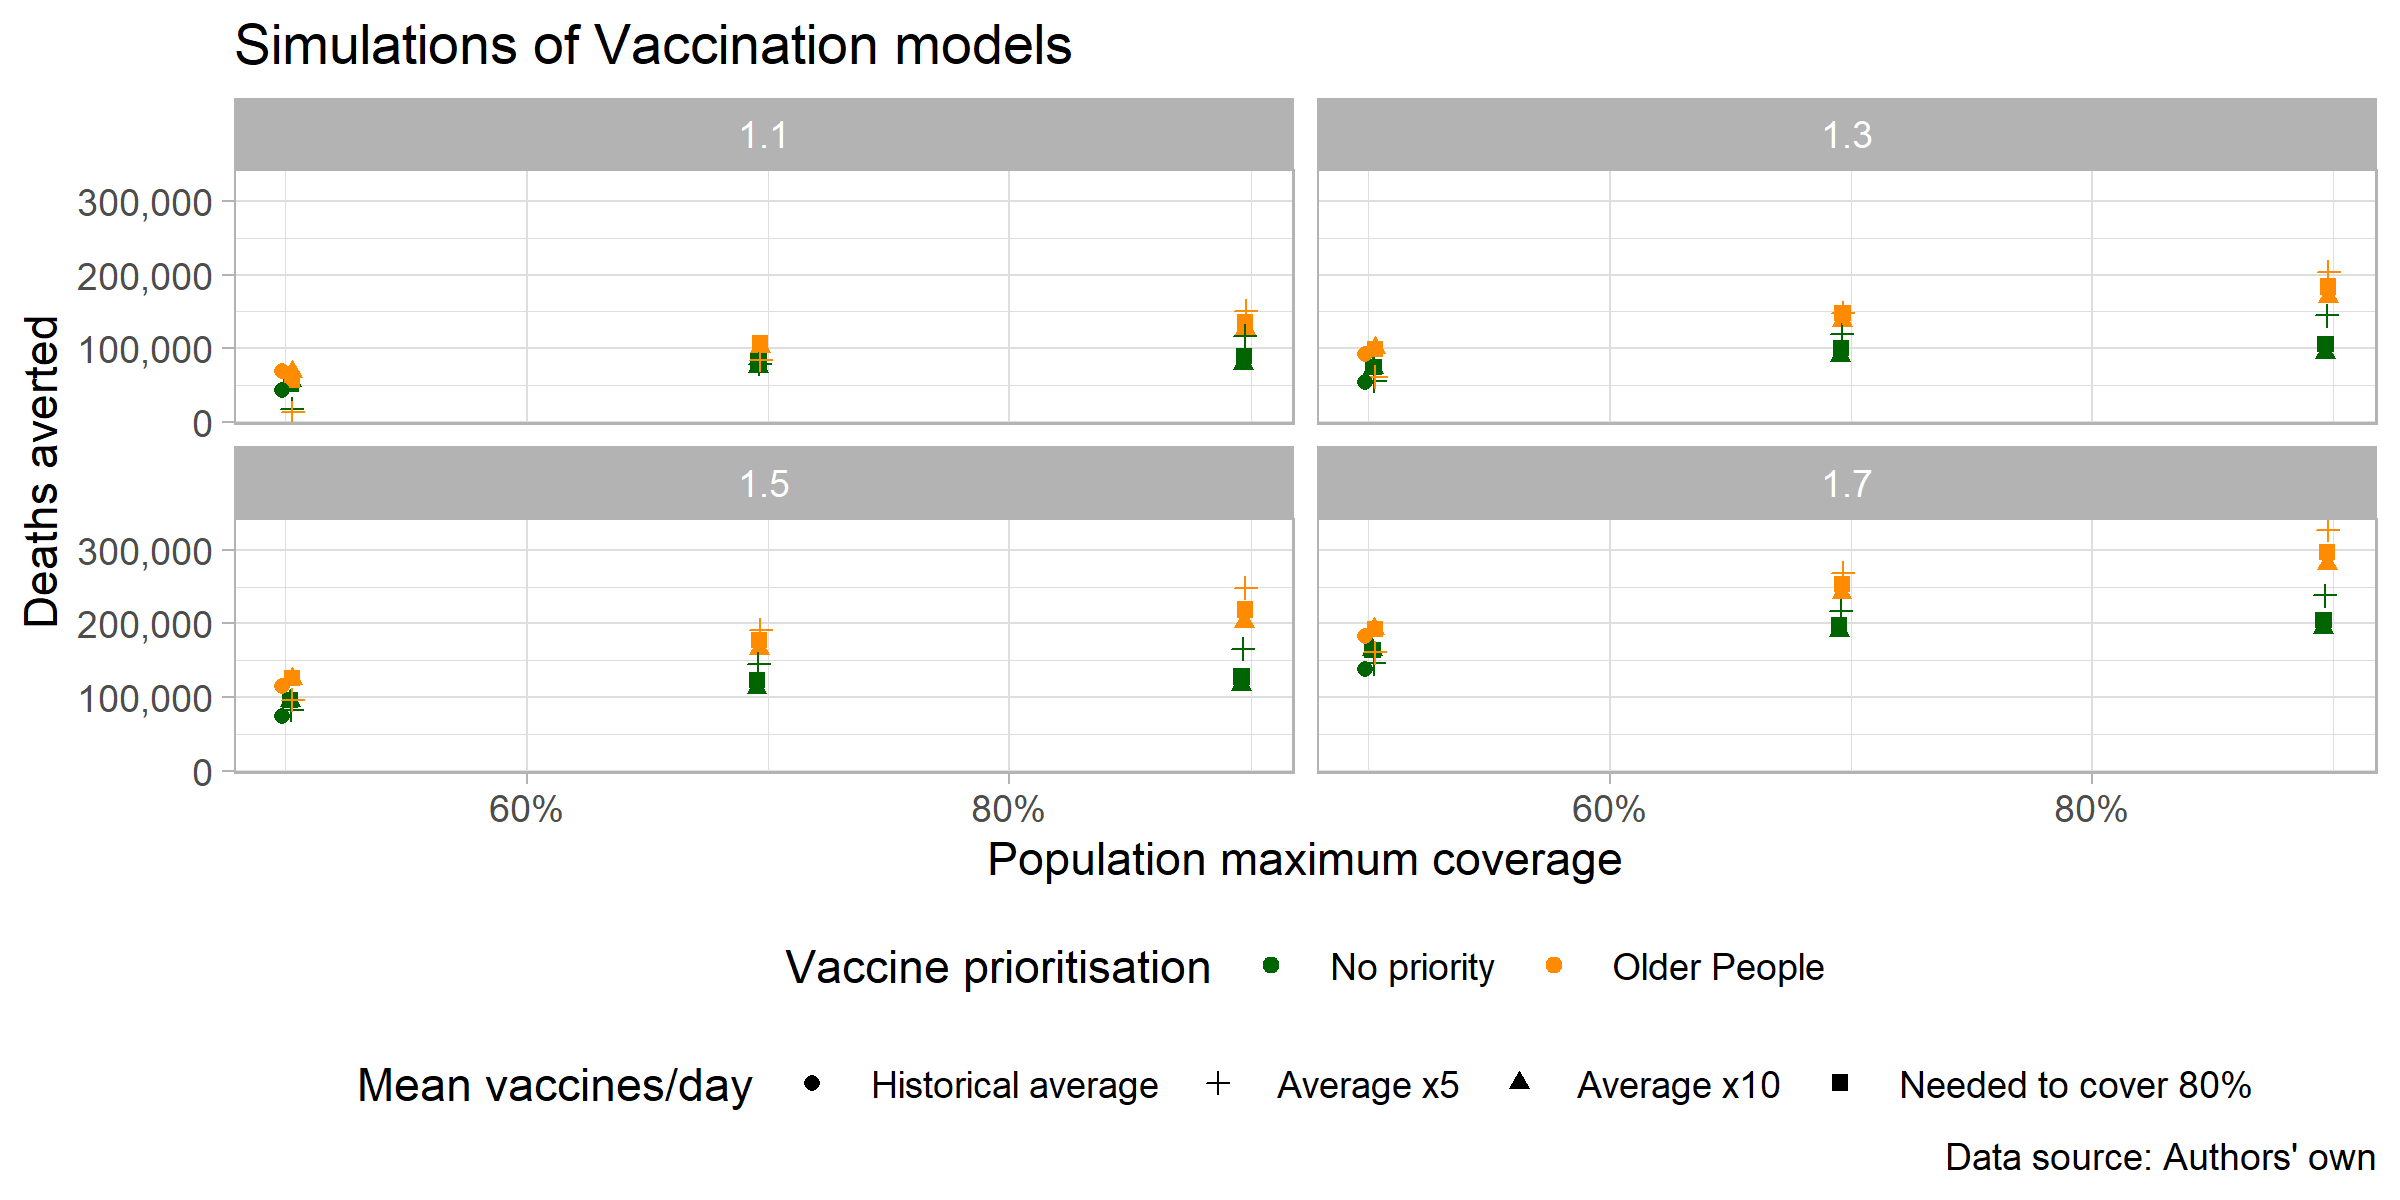 Simulations of Vaccination models
1.1
1.3
300,000
200,000
100,000
0
1.5
1.7
300,000
200,000
100,000
0
Deaths averted
60%
80%
60%
80%
Population maximum coverage
Vaccine prioritisation No priority Older People
Mean vaccines/day Historical average Average x5 Average x10 Needed to cover 80%
Data source: Authors' own